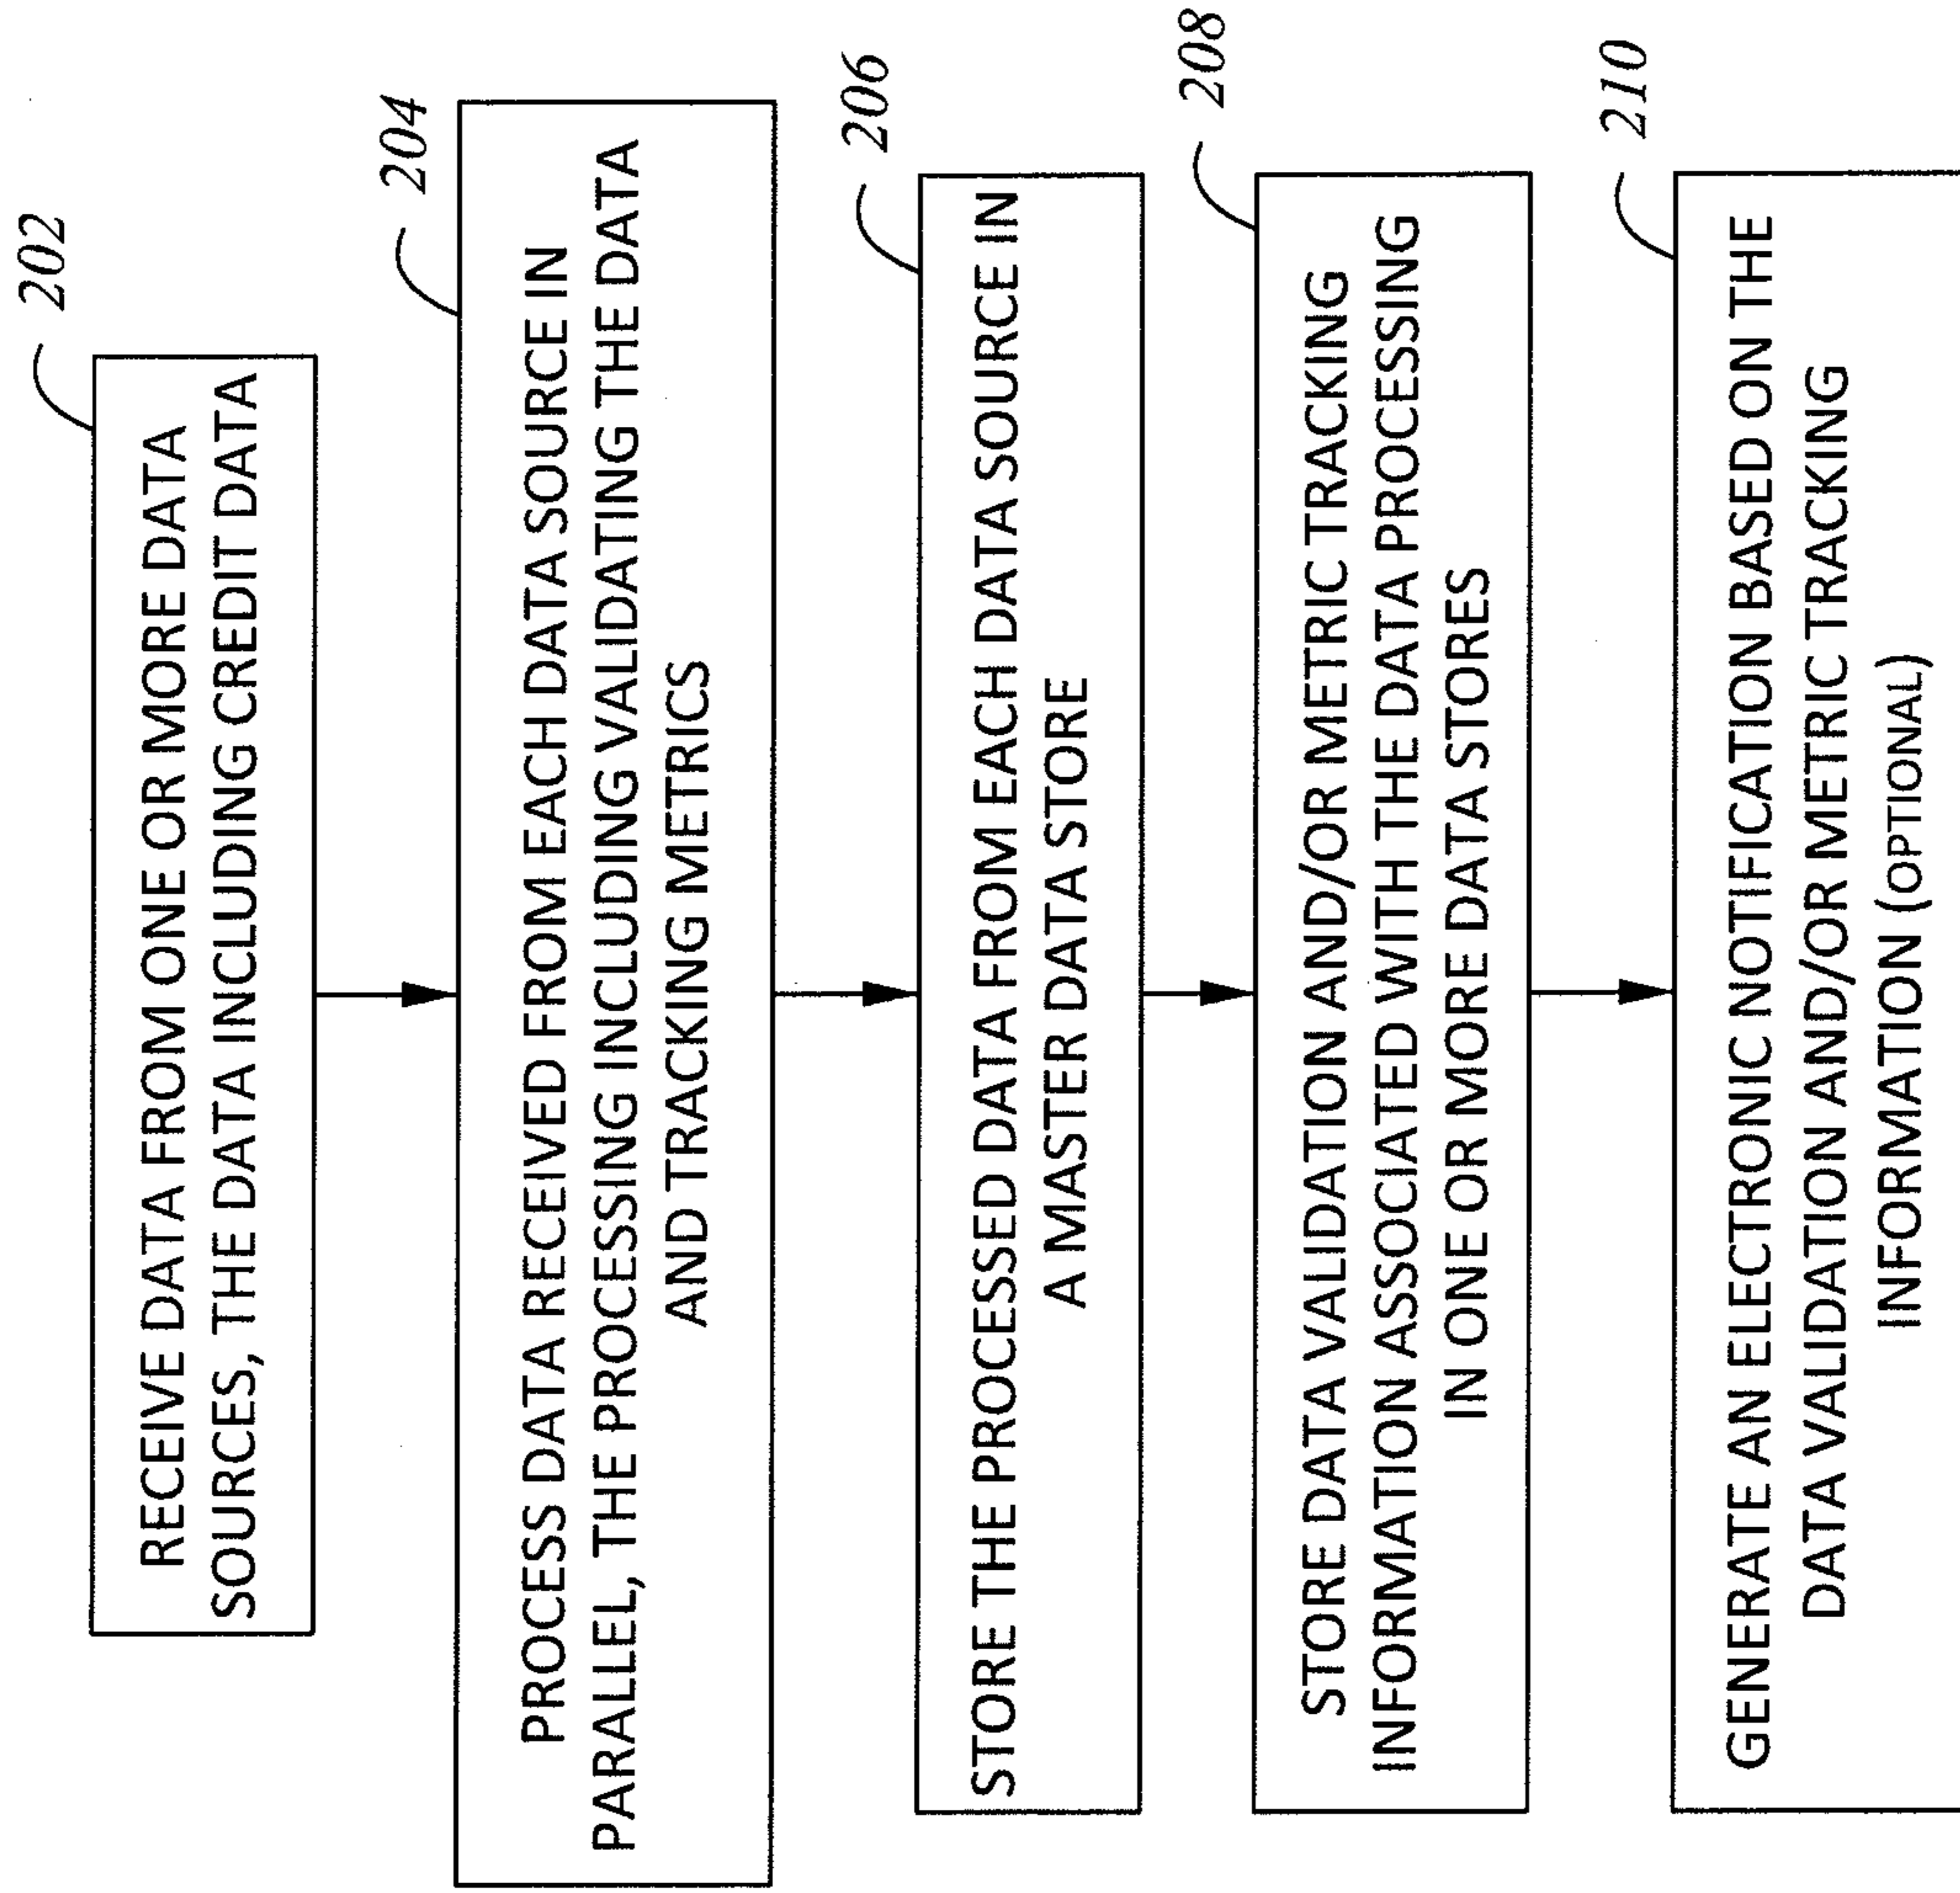 202
RECEIVE DATA FROM ONE OR MORE DATA
SOURCES, THE DATA INCLUDING CREDIT DATA
204
PROCESS DATA RECEIVED FROM EACH DATA SOURCE IN
PARALLEL, THE PROCESSING INCLUDING VALIDATING THE DATA
AND TRACKING METRICS
206
STORE THE PROCESSED DATA FROM EACH DATA SOURCE IN
A MASTER DATA STORE
208
STORE DATA VALIDATION AND/OR METRIC TRACKING
INFORMATION ASSOCIATED WITH THE DATA PROCESSING
IN ONE OR MORE DATA STORES
210
GENERATE AN ELECTRONIC NOTIFICATION BASED ON THE
DATA VALIDATION AND/OR METRIC TRACKING
INFORMATION (OPTIONAL)